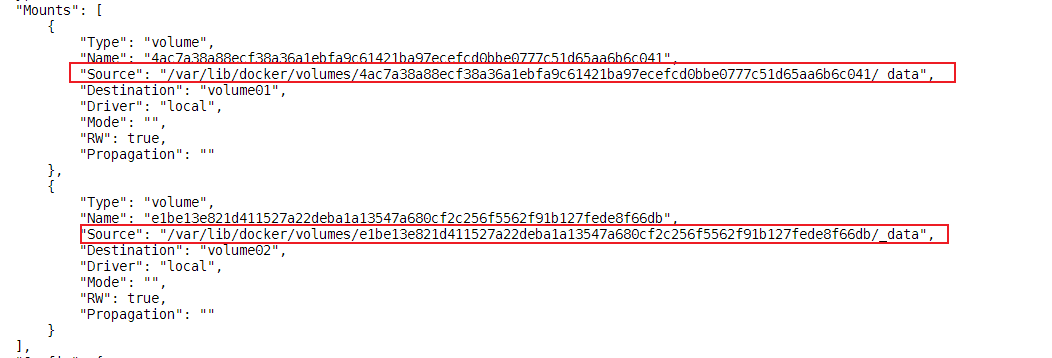 "Mounts": [
{
"Type": "volume",
"Name": "4ac7a38a88ecf38a36a1ebfa9c61421ba97ecefcd0bbe0777c51d65aa6b6c041",
"Source": "/var/lib/docker/volumes/4ac7a38a88ecf38a36a1ebfa9c61421ba97ecefcd0bbe0777c51d65aa6b6c041/_data",
"Destination": "volume01",
"Driver": "local",
"Mode": "",
"RW": true,
"Propagation": ""
},
{
"Type": "volume",
"Name": "e1be13e821d411527a22deba1a13547a680cf2c256f5562f91b127fede8f66db",
"Source": "/var/lib/docker/volumes/e1be13e821d411527a22deba1a13547a680cf2c256f5562f91b127fede8f66db/_data",
"Destination": "volume02",
"Driver": "local",
"Mode": "",
"RW": true,
"Propagation": ""
}
],